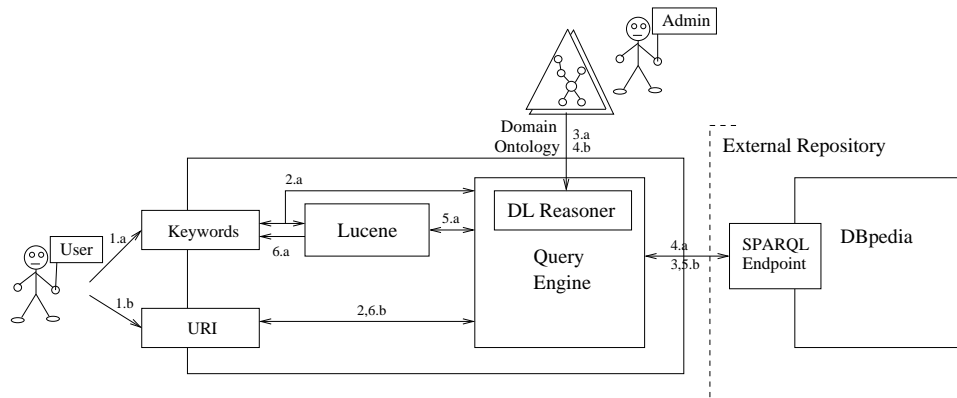 Admin
Domain
Ontology
3.a
4.b
External Repository
2.a
DL Reasoner
User
1.a
Keywords
Lucene
5.a
6.a
Query
Engine
4.a
3,5.b
SPARQL
Endpoint
DBpedia
1.b
URI
2,6.b